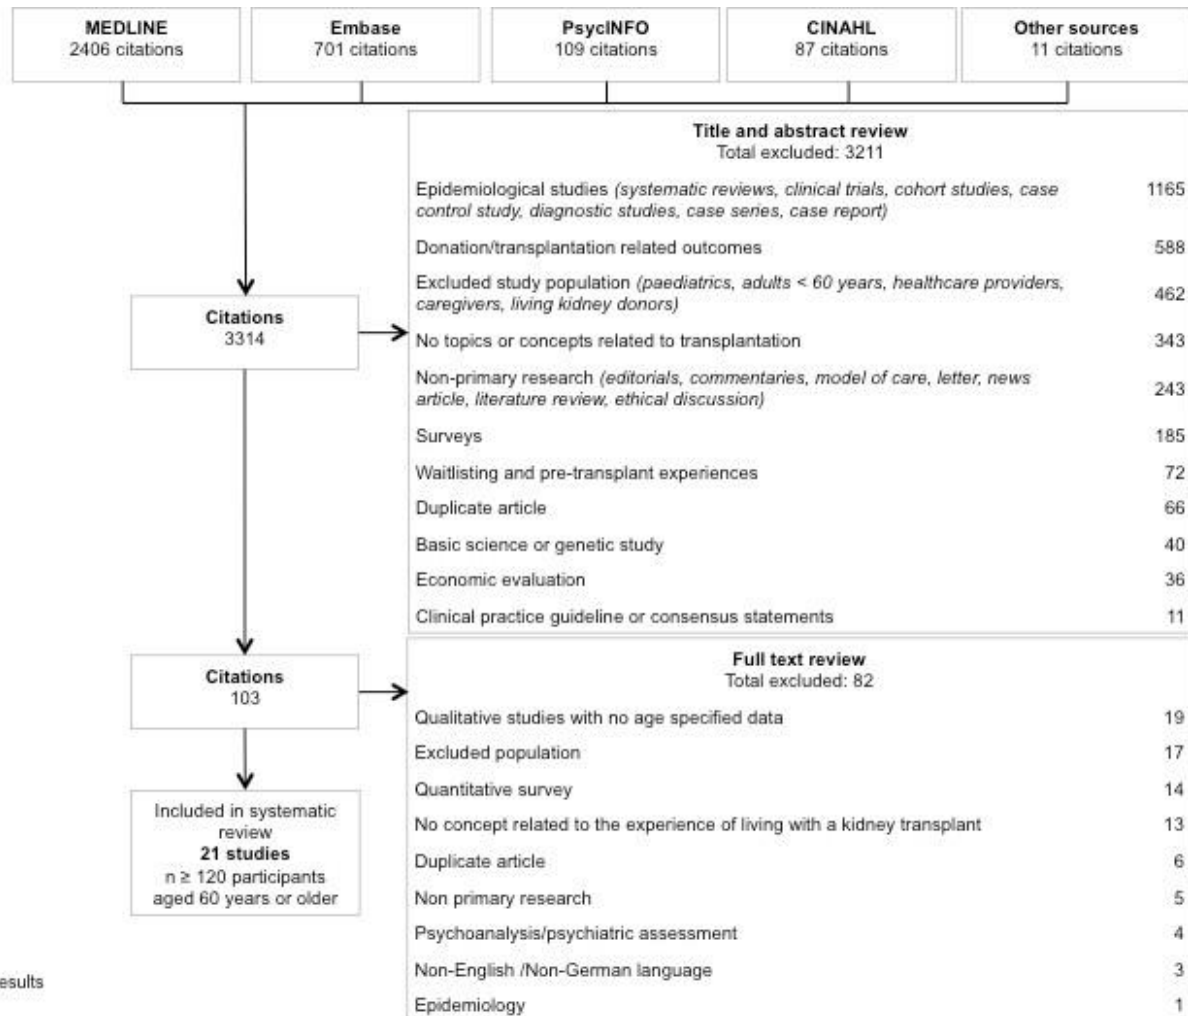 MEDLINE
2406 citations
Embase
701 citations
PsycINFO
109 citations
CINAHL
87 citations
Other sources
11 citations
Title and abstract review
Total excluded: 3211
Epidemiological studies (systematic reviews, clinical trials, cohort studies, case 1165
control study, diagnostic studies, case series, case report)
Donation/transplantation related outcomes 588
Excluded study population (paediatrics, adults < 60 years, healthcare providers, 462
caregivers, living kidney donors)
No topics or concepts related to transplantation 343
Non-primary research (editorials, commentaries, model of care, letter, news 243
article, literature review, ethical discussion)
Surveys 185
Waitlisting and pre-transplant experiences 72
Duplicate article 66
Basic science or genetic study 40
Economic evaluation 36
Clinical practice guideline or consensus statements 11
Citations
3314
Citations
103
Full text review
Total excluded: 82
Qualitative studies with no age specified data 19
Excluded population 17
Quantitative survey 14
No concept related to the experience of living with a kidney transplant 13
Duplicate article 6
Non primary research 5
Psychoanalysis/psychiatric assessment 4
Non-English /Non-German language 3
Epidemiology 1
Included in systematic
review
21 studies
n ≥ 120 participants
aged 60 years or older
esults